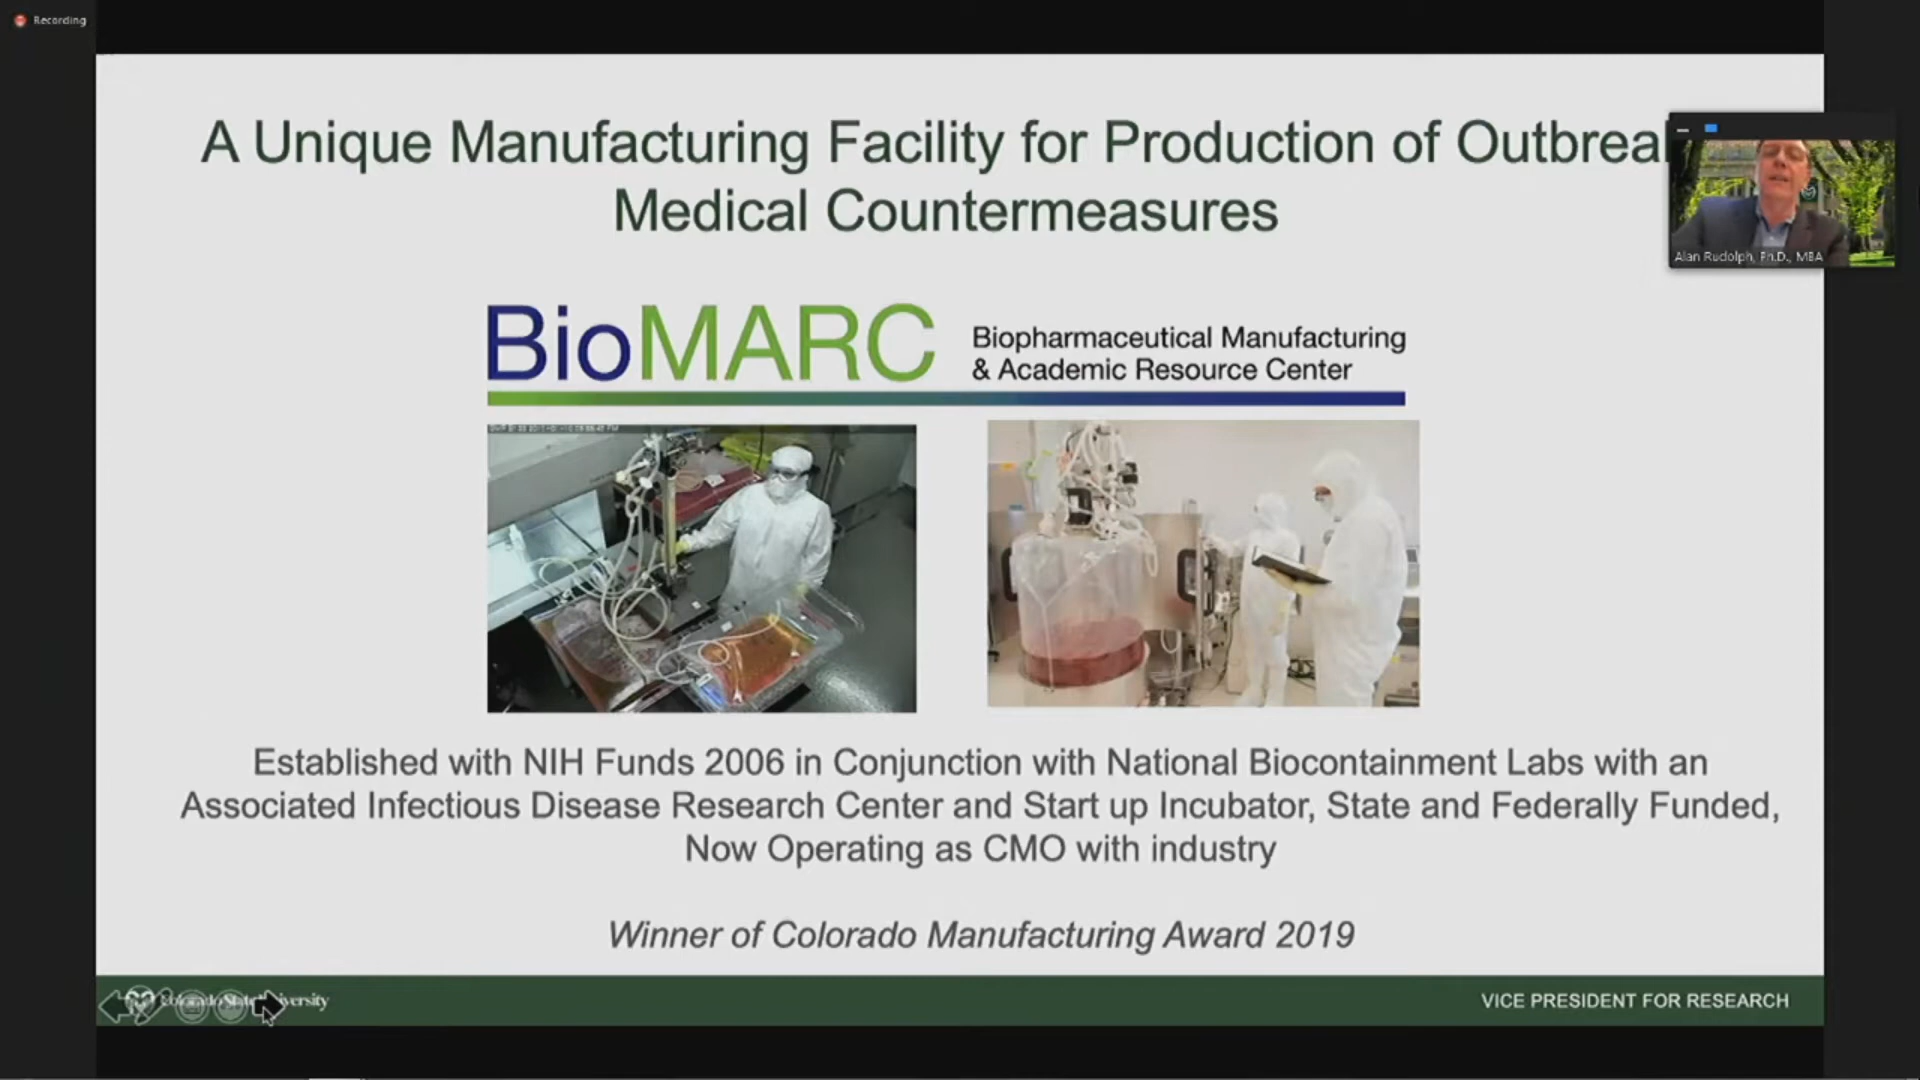 Recording
A Unique Manufacturing Facility for Production of Outbrea
Medical Countermeasures
Alan Rudolph, Ph.D., MBA
BioMARC
Biopharmaceutical Manufacturing
& Academic Resource Center
Established with NIH Funds 2006 in Conjunction with National Biocontainment Labs with an
Associated Infectious Disease Research Center and Start up Incubator, State and Federally Funded,
Now Operating as CMO with industry
Winner of Colorado Manufacturing Award 2019
Colorado State University
VICE PRESIDENT FOR RESEARCH